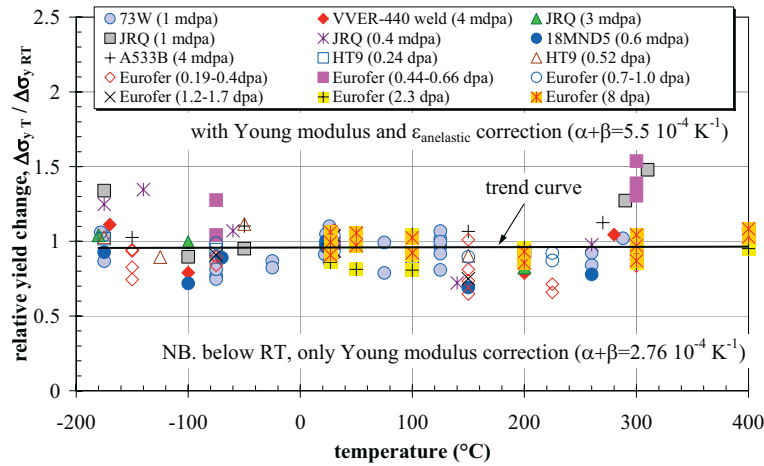 2.5
2
1.5
1
0.5
0
relative yield change, Δσy T / Δσy RT
73W (1 mdpa) VVER-440 weld (4 mdpa) JRQ (3 mdpa)
JRQ (1 mdpa) JRQ (0.4 mdpa) 18MND5 (0.6 mdpa)
A533B (4 mdpa) HT9 (0.24 dpa) HT9 (0.52 dpa)
Eurofer (0.19-0.4dpa) Eurofer (0.44-0.66 dpa) Eurofer (0.7-1.0 dpa)
Eurofer (1.2-1.7 dpa) Eurofer (2.3 dpa) Eurofer (8 dpa)
with Young modulus and εanelastic correction (α+β=5.5 10-4 K-1)
trend curve
NB. below RT, only Young modulus correction (α+β=2.76 10-4 K-1)
-200 -100 0 100 200 300 400
temperature (°C)